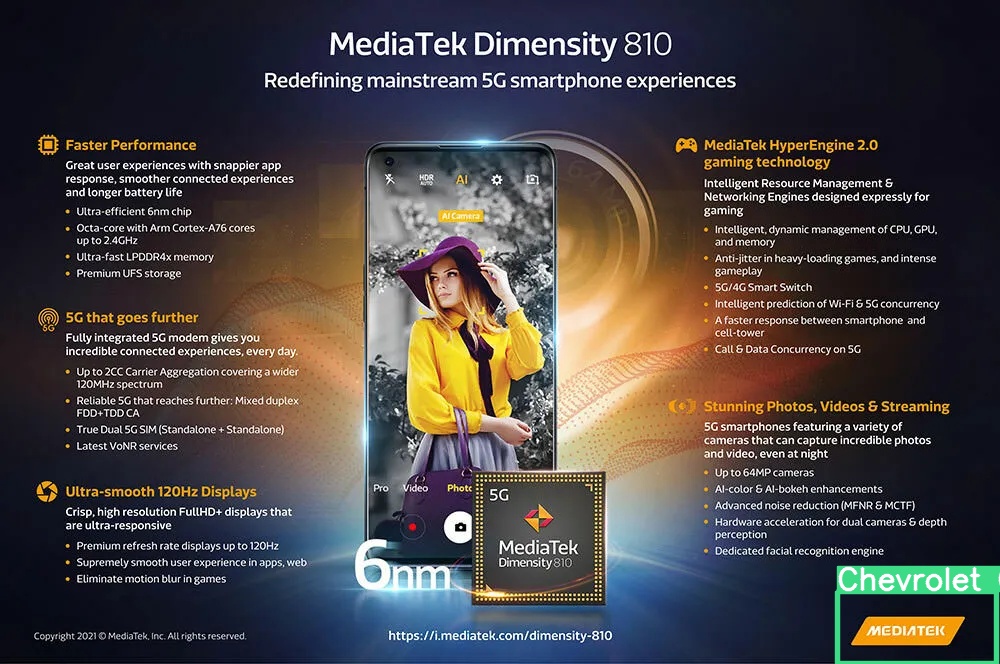 MediaTek Dimensity 810
Redefining mainstream 5G smartphone experiences
Faster Performance
Great user experiences with snappier app
response, smoother connected experiences
and longer battery life
• Ultra-efficient 6nm chip
• Octa-core with Arm Cortex-A76 cores
up to 2.4GHz
• Ultra-fast LPDDR4x memory
• Premium UFS storage
5G
5G that goes further
Fully integrated 5G modem gives you
incredible connected experiences, every day.
• Up to 2CC Carrier Aggregation covering a wider
120MHz spectrum
• Reliable 5G that reaches further: Mixed duplex
FDD+TDD CA
• True Dual 5G SIM (Standalone + Standalone)
• Latest VoNR services
Ultra-smooth 120Hz Displays
Crisp, high resolution FullHD+ displays that
are ultra-responsive
• Premium refresh rate displays up to 120Hz
• Supremely smooth user experience in apps, web
• Eliminate motion blur in games
HDR
AUTO
AI
AI Camera
Pro Video Photo
6nm
5G
MediaTek
Dimensity 810
MediaTek HyperEngine 2.0
gaming technology
Intelligent Resource Management &
Networking Engines designed expressly for
gaming
• Intelligent, dynamic management of CPU, GPU,
and memory
• Anti-jitter in heavy-loading games, and intense
gameplay
• 5G/4G Smart Switch
• Intelligent prediction of Wi-Fi & 5G concurrency
• A faster response between smartphone and
cell-tower
• Call & Data Concurrency on 5G
Stunning Photos, Videos & Streaming
5G smartphones featuring a variety of
cameras that can capture incredible photos
and video, even at night
• Up to 64MP cameras
• AI-color & AI-bokeh enhancements
• Advanced noise reduction (MFNR & MCTF)
• Hardware acceleration for dual cameras & depth
perception
• Dedicated facial recognition engine
Chevrolet
MEDIATEK
Copyright 2021 © MediaTek, Inc. All rights reserved.
https://i.mediatek.com/dimensity-810